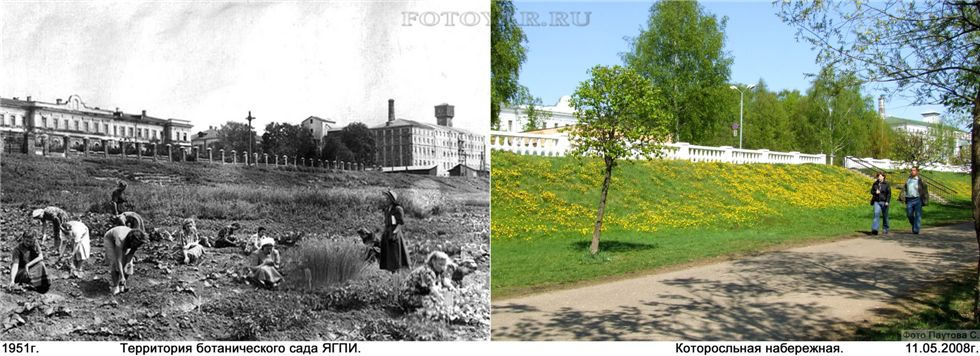 FOTOYAR.RU
Фото Паутова С.
1951г. Территория ботанического сада ЯГПИ. Которосльная набережная. 11.05.2008г.